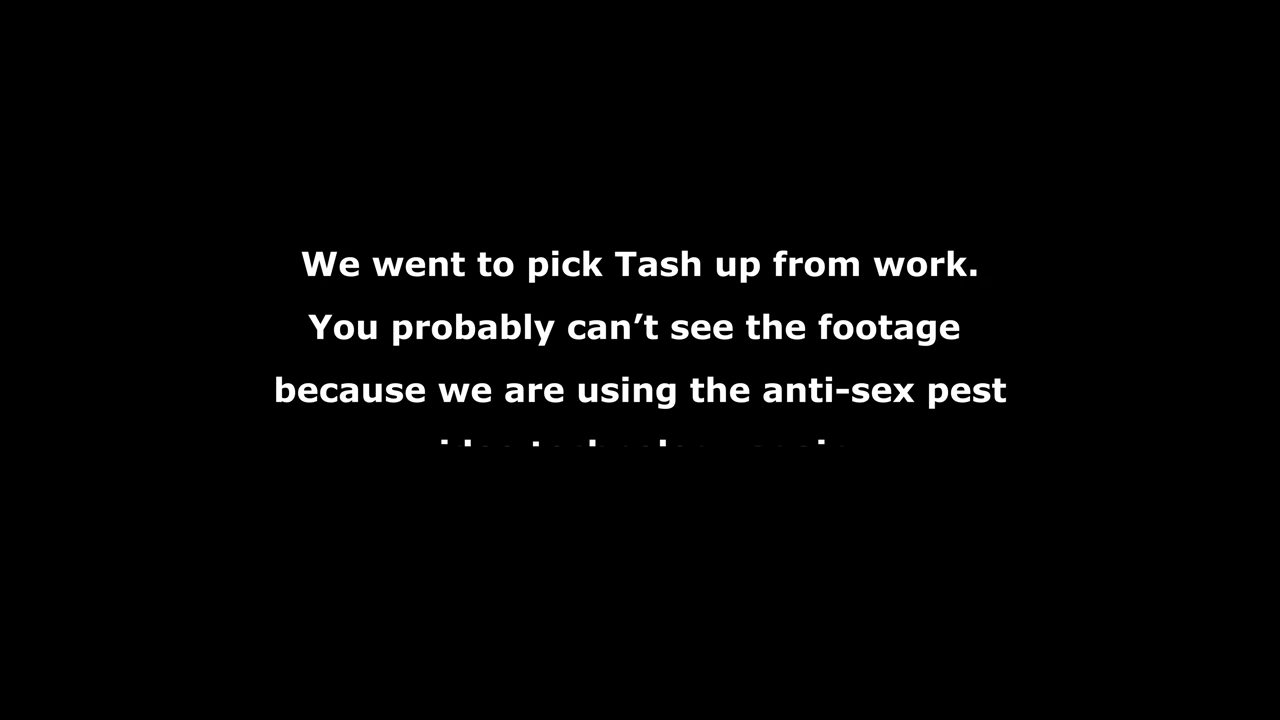 We went to pick Tash up from work.
You probably can’t see the footage
because we are using the anti-sex pest